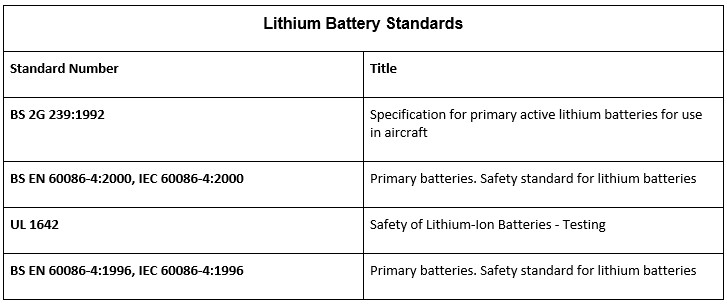 Lithium Battery Standards
Standard Number
Title
BS 2G 239:1992
Specification for primary active lithium batteries for use
in aircraft
BS EN 60086-4:2000, IEC 60086-4:2000
Primary batteries. Safety standard for lithium batteries
UL 1642
Safety of Lithium-Ion Batteries - Testing
BS EN 60086-4:1996, IEC 60086-4:1996
Primary batteries. Safety standard for lithium batteries